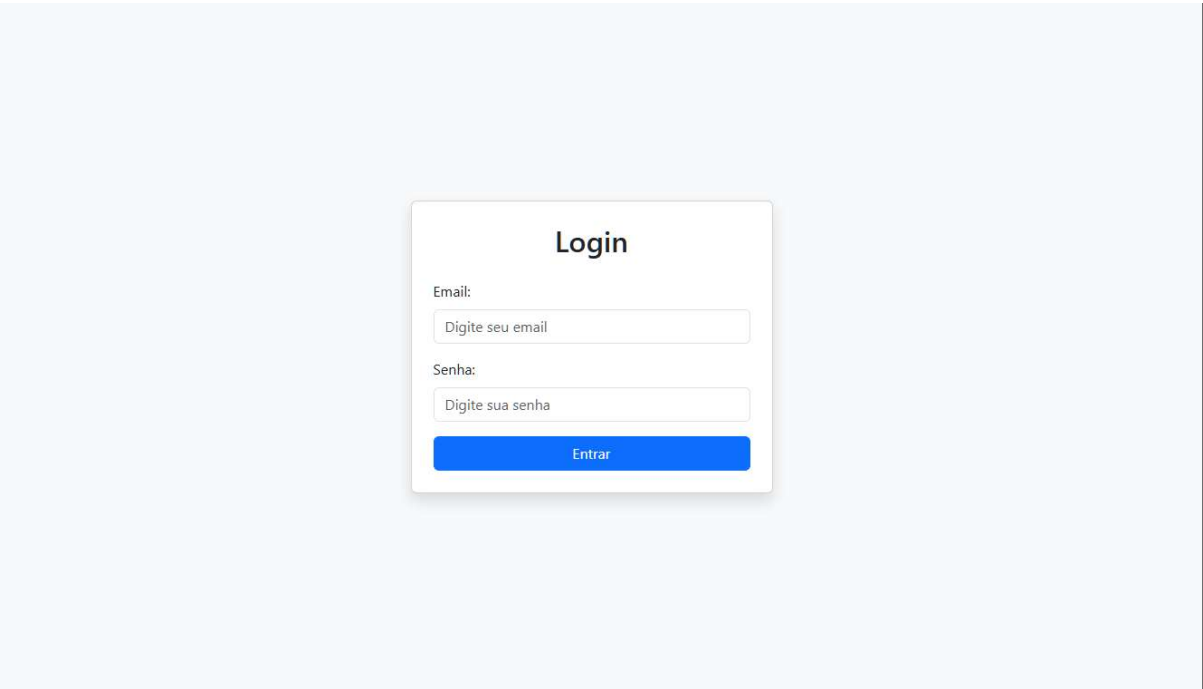 Login
Email:
Digite seu email
Senha:
Digite sua senha
Entrar